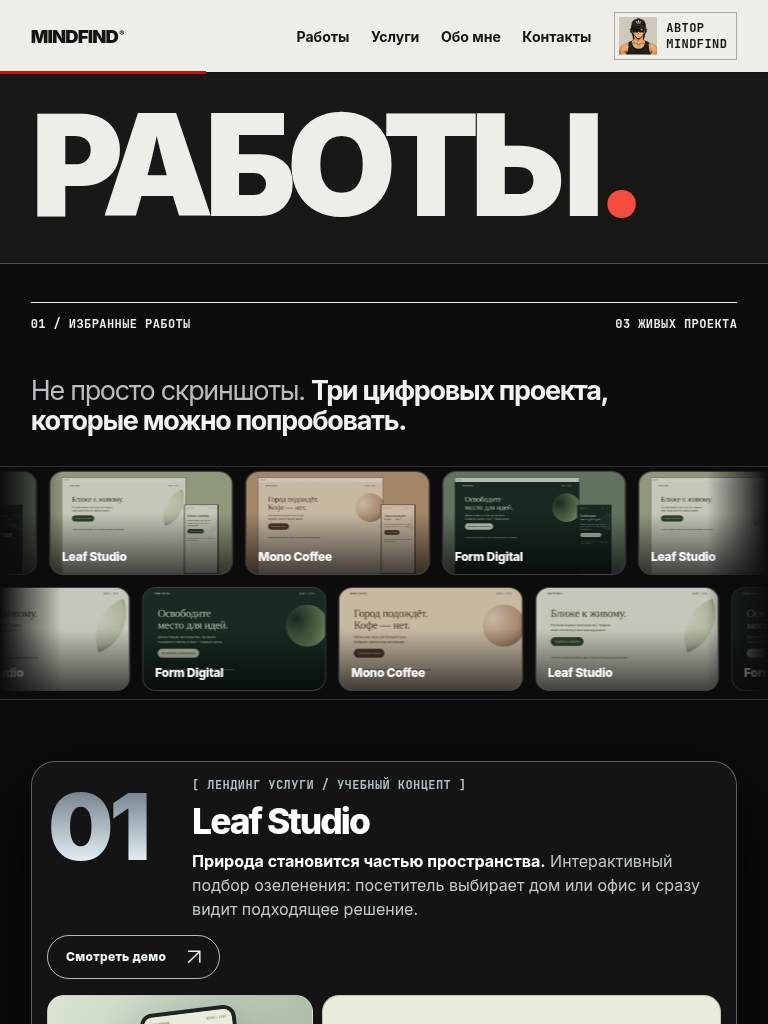 MINDFIND®
Работы Услуги Обо мне Контакты
АВТОР
MINDFIND
РАБОТЫ.
01 / ИЗБРАННЫЕ РАБОТЫ
03 ЖИВЫХ ПРОЕКТА
Не просто скриншоты. Три цифровых проекта,
которые можно попробовать.
Ближе к живому.
Leaf Studio
Город подождёт.
Кофе — нет.
Mono Coffee
Освободите
место для идей.
Form Digital
Ближе к живому.
Leaf Studio
Освободите
место для идей.
Form Digital
Город подождёт.
Кофе — нет.
Mono Coffee
Ближе к живому.
Leaf Studio
01
[ ЛЕНДИНГ УСЛУГИ / УЧЕБНЫЙ КОНЦЕПТ ]
Leaf Studio
Природа становится частью пространства. Интерактивный
подбор озеленения: посетитель выбирает дом или офис и сразу
видит подходящее решение.
Смотреть демо